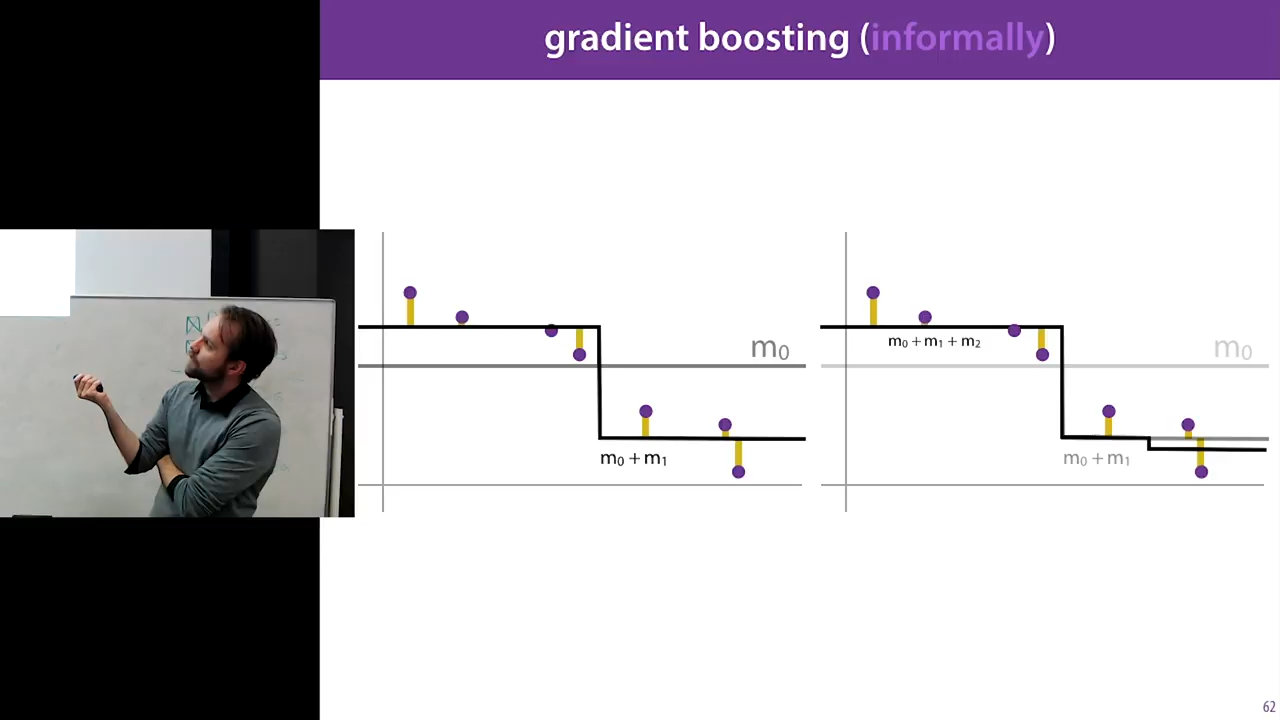 gradient boosting (informally)
m₀
m₀ + m₁
m₀ + m₁ + m₂
m₀
m₀ + m₁
62